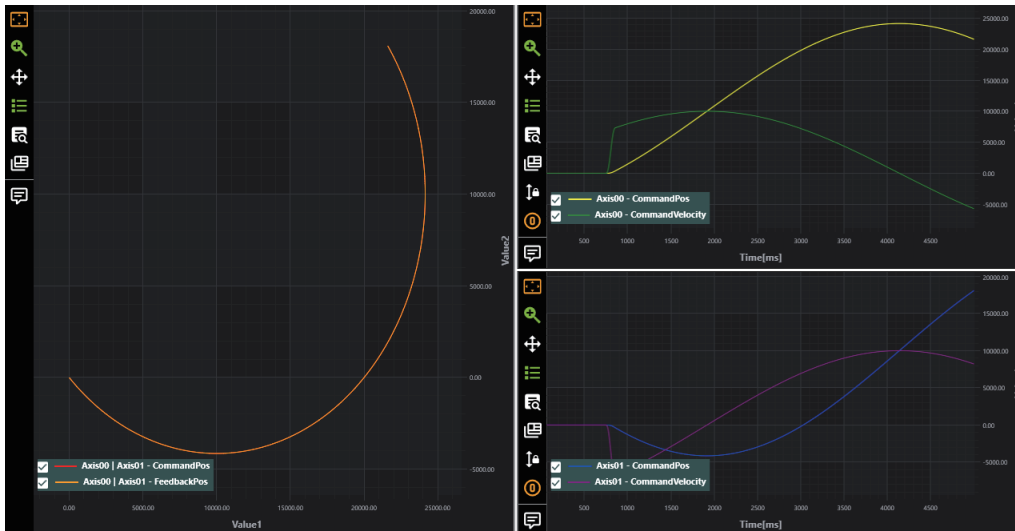 20000.00
15000.00
10000.00
5000.00
0.00
-5000.00
Value2
Axis00 | Axis01 - CommandPos
Axis00 | Axis01 - FeedbackPos
0.00 5000.00 10000.00 15000.00 20000.00 25000.00
Value1
25000.00
20000.00
15000.00
10000.00
5000.00
0.00
-5000.00
Axis00 - CommandPos
Axis00 - CommandVelocity
500 1000 1500 2000 2500 3000 3500 4000 4500
Time[ms]
20000.00
15000.00
10000.00
5000.00
0.00
-5000.00
Axis01 - CommandPos
Axis01 - CommandVelocity
500 1000 1500 2000 2500 3000 3500 4000 4500
Time[ms]